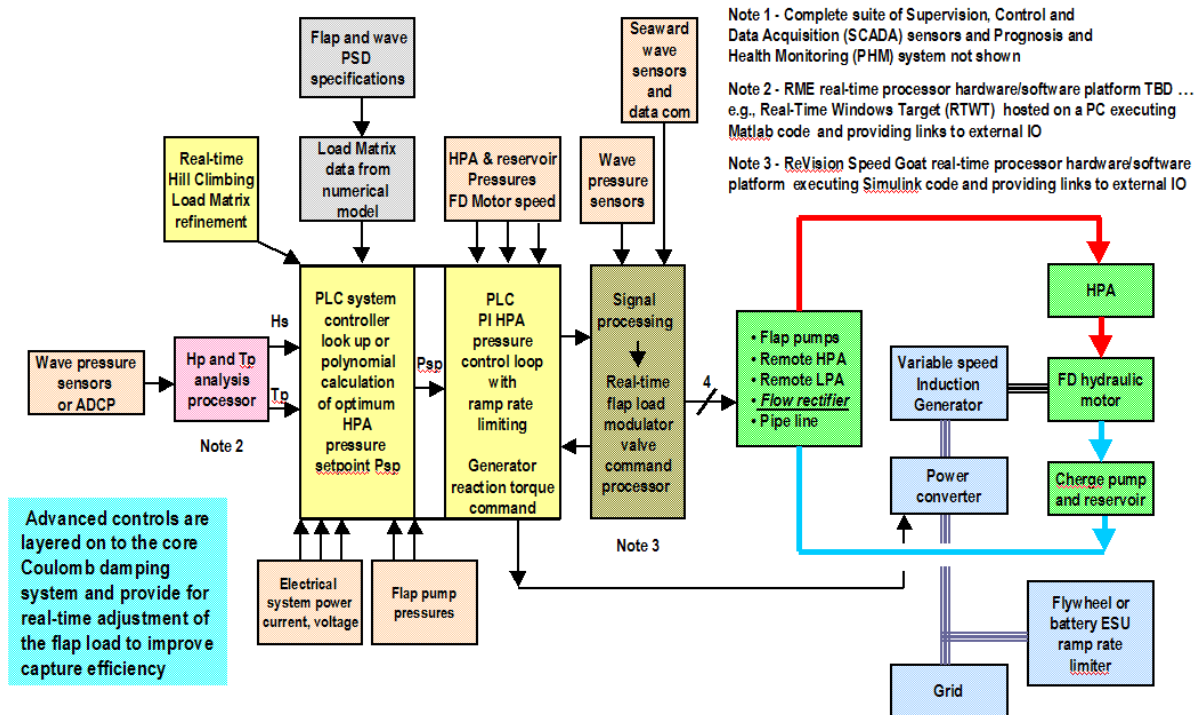 Flap and wave
PSD
specifications
Seaward
wave
sensors
and
data com
Note 1 - Complete suite of Supervision, Control and
Data Acquisition (SCADA) sensors and Prognosis and
Health Monitoring (PHM) system not shown
Note 2 - RME real-time processor hardware/software platform TBD …
e.g., Real-Time Windows Target (RTWT) hosted on a PC executing
Matlab code and providing links to external IO
Note 3 - ReVision Speed Goat real-time processor hardware/software
platform executing Simulink code and providing links to external IO
Real-time
Hill Climbing
Load Matrix
refinement
Load Matrix
data from
numerical
model
HPA & reservoir
Pressures
FD Motor speed
Wave
pressure
sensors
Wave pressure
sensors
or ADCP
Hp and Tp
analysis
processor
Note 2
Hs
Tp
PLC system
controller
look up or
polynomial
calculation
of optimum
HPA
pressure
setpoint Psp
Psp
PLC
PI HPA
pressure
control loop
with
ramp rate
limiting
Generator
reaction torque
command
Signal
processing
Real-time
flap load
modulator
valve
command
processor
Note 3
4
• Flap pumps
• Remote HPA
• Remote LPA
• Flow rectifier
• Pipe line
HPA
Variable speed
Induction
Generator
FD hydraulic
motor
Power
converter
Cherge pump
and reservoir
Advanced controls are
layered on to the core
Coulomb damping
system and provide for
real-time adjustment of
the flap load to improve
capture efficiency
Electrical
system power
current, voltage
Flap pump
pressures
Flywheel or
battery ESU
ramp rate
limiter
Grid